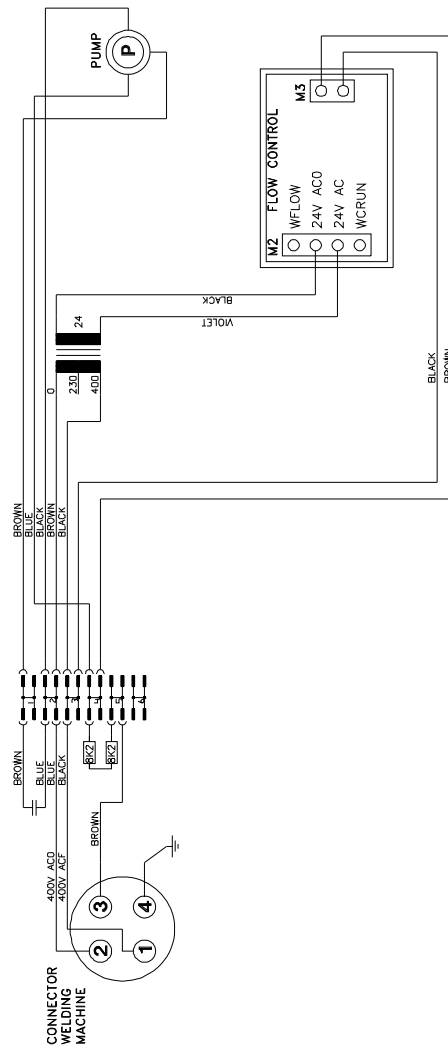 PUMP
P
FLOW CONTROL
M3
M2
WFLOW
24V AC0
24V AC
WCRUN
BLACK
VIOLET
24
0
230
400
BLACK
BROWN
BROWN
BLUE
BLACK
BROWN
BLACK
1
2
3
4
5
6
BROWN
BLUE
BLUE
BLACK
8K2
8K2
BROWN
400V AC0
400V ACF
3
4
2
1
CONNECTOR
WELDING
MACHINE